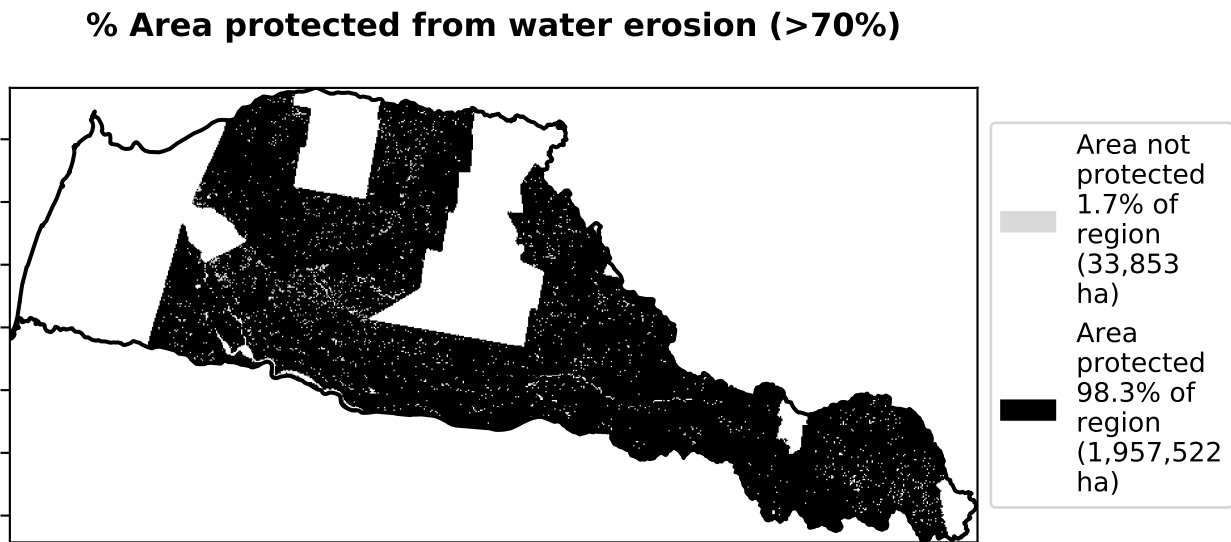 % Area protected from water erosion (>70%)
Area not
protected
1.7% of
region
(33,853
ha)
Area
protected
98.3% of
region
(1,957,522
ha)